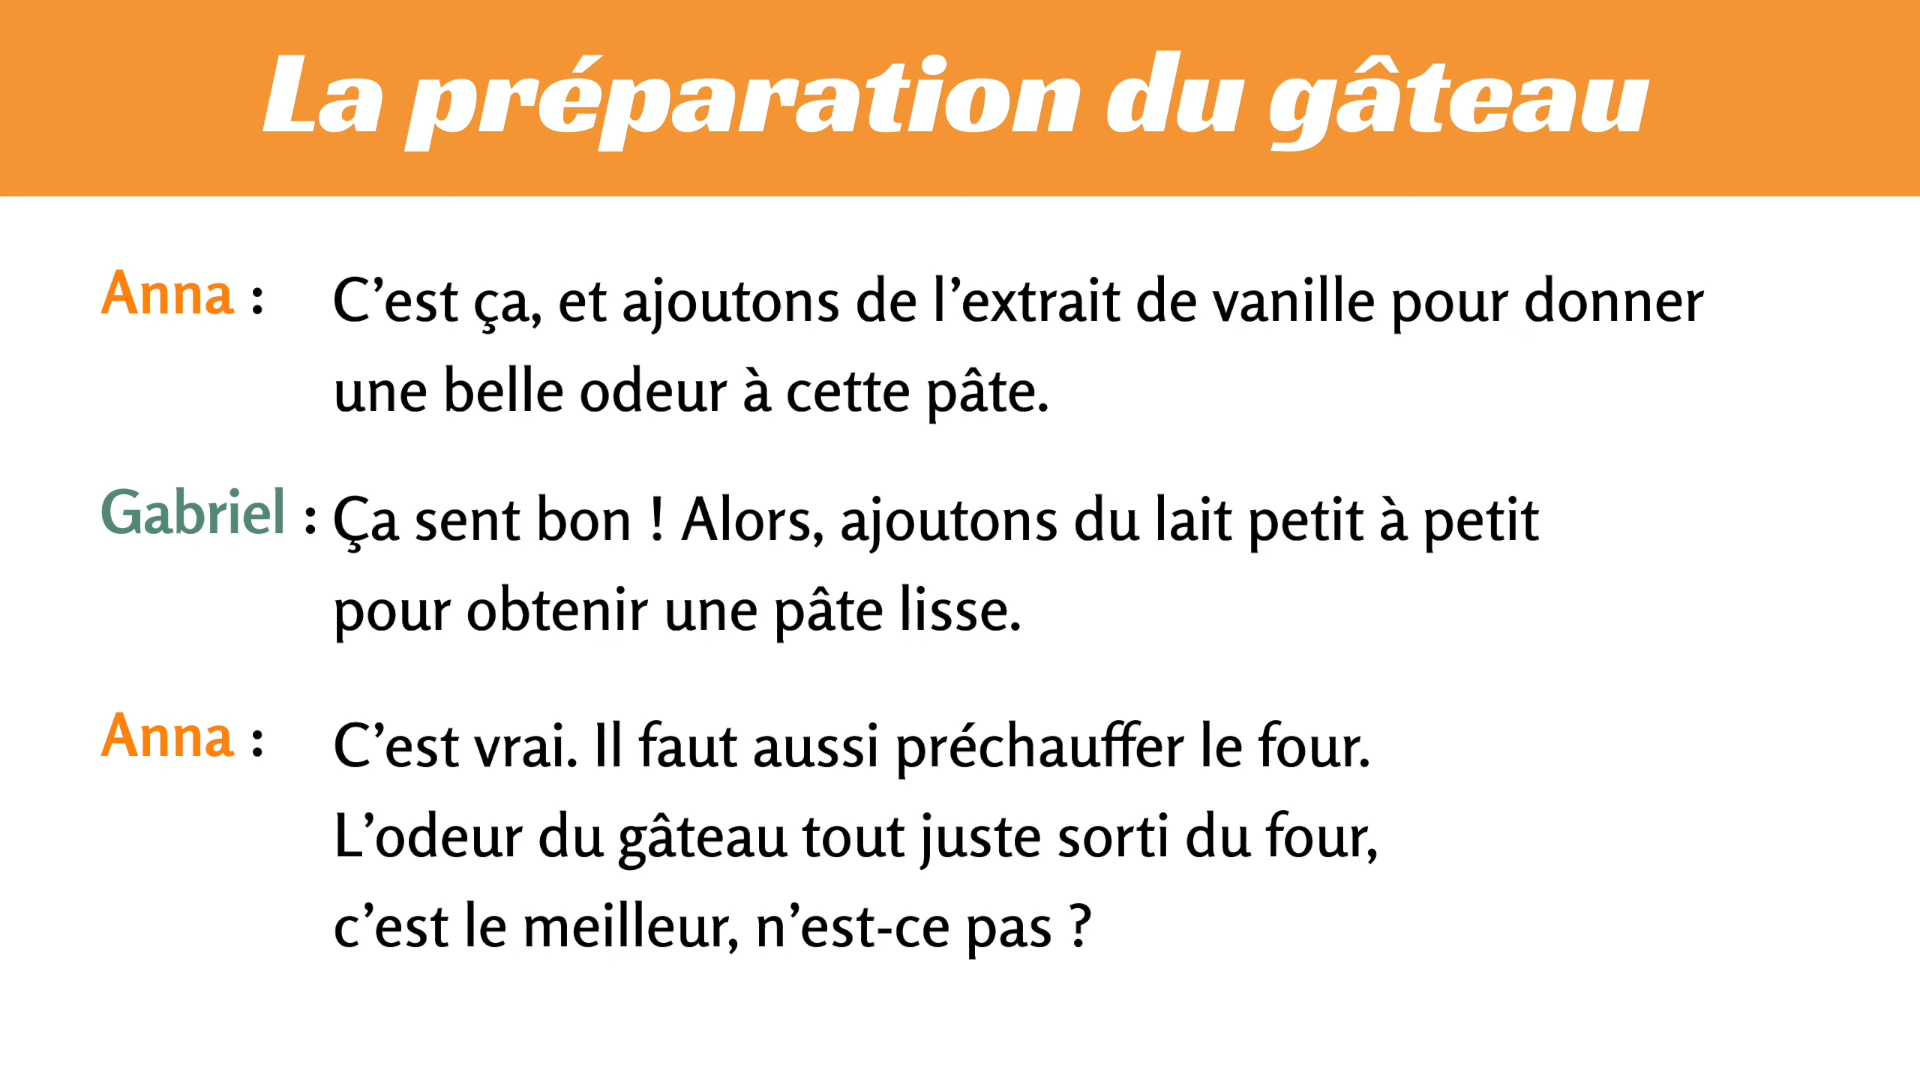 La préparation du gâteau
Anna : C’est ça, et ajoutons de l’extrait de vanille pour donner
une belle odeur à cette pâte.
Gabriel : Ça sent bon ! Alors, ajoutons du lait petit à petit
pour obtenir une pâte lisse.
Anna : C’est vrai. Il faut aussi préchauffer le four.
L’odeur du gâteau tout juste sorti du four,
c’est le meilleur, n’est-ce pas ?